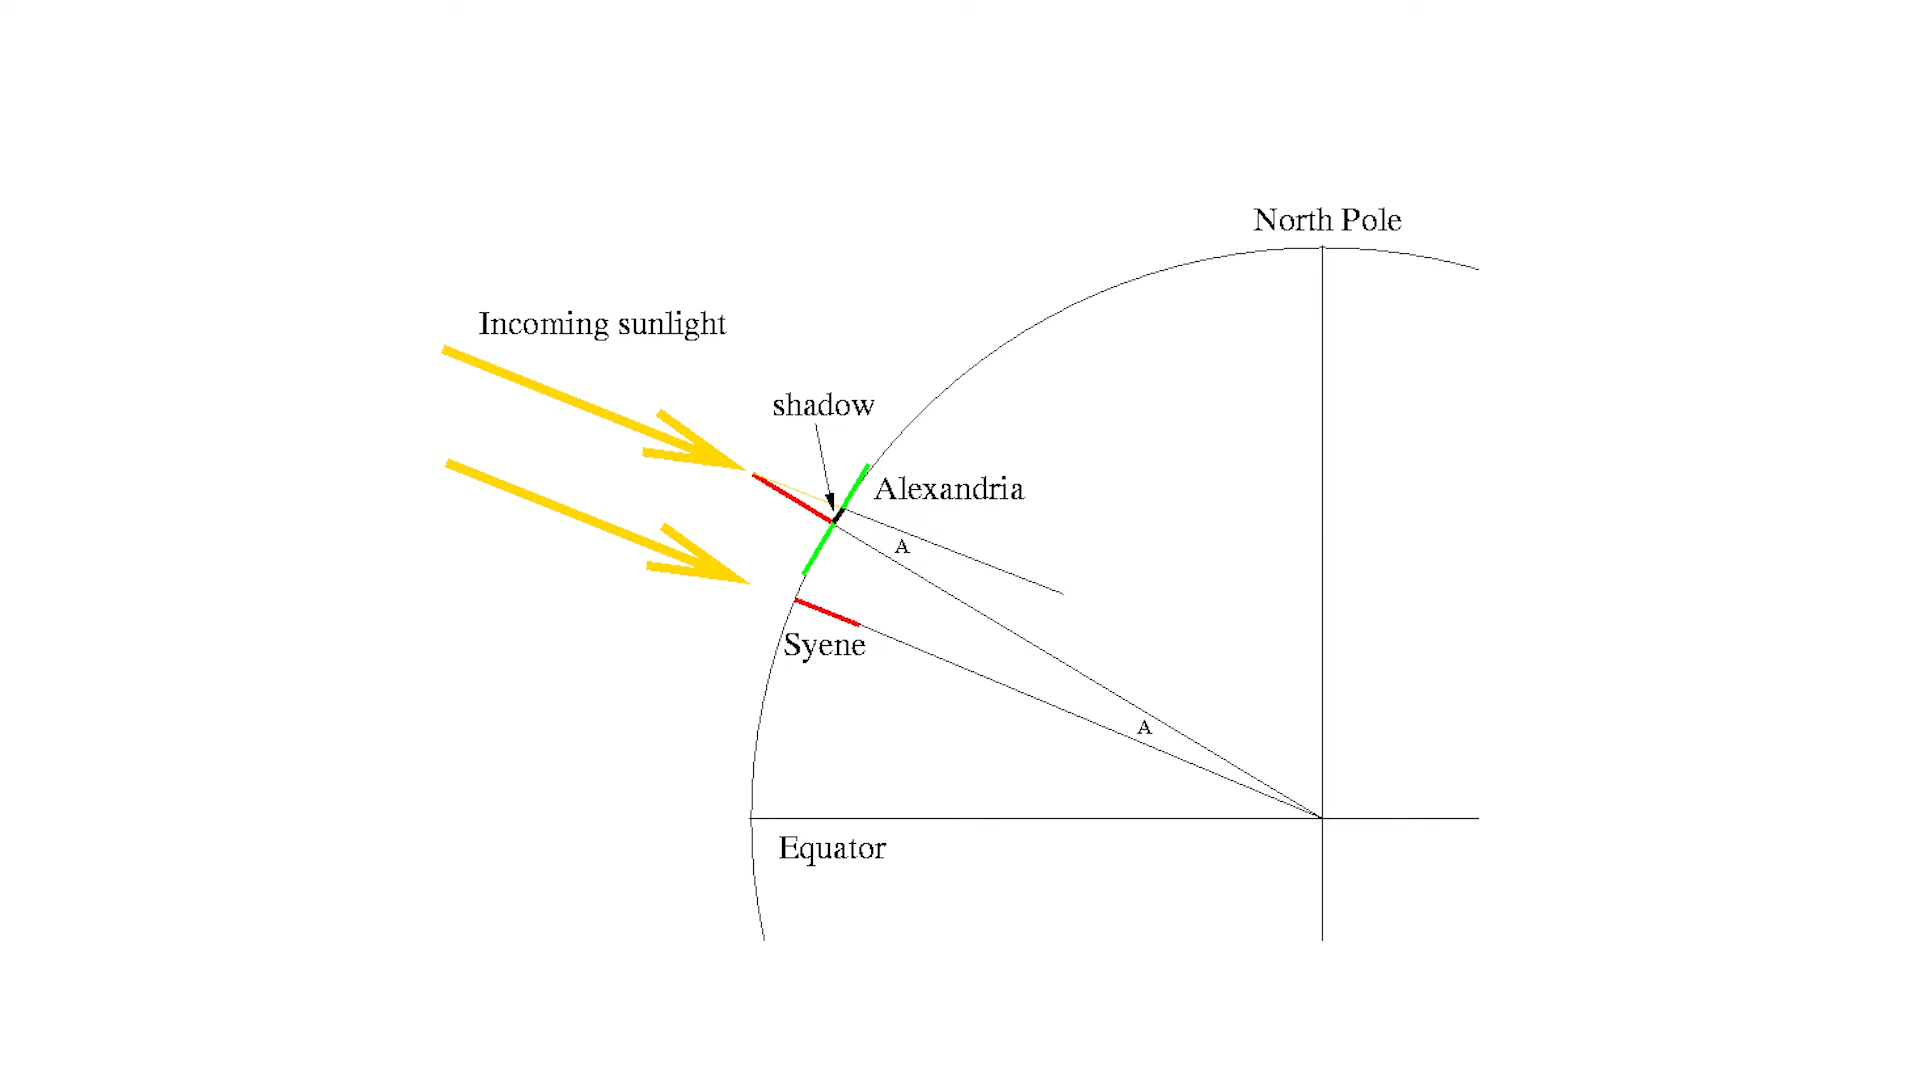 North Pole
Incoming sunlight
shadow
Alexandria
A
Syene
A
Equator